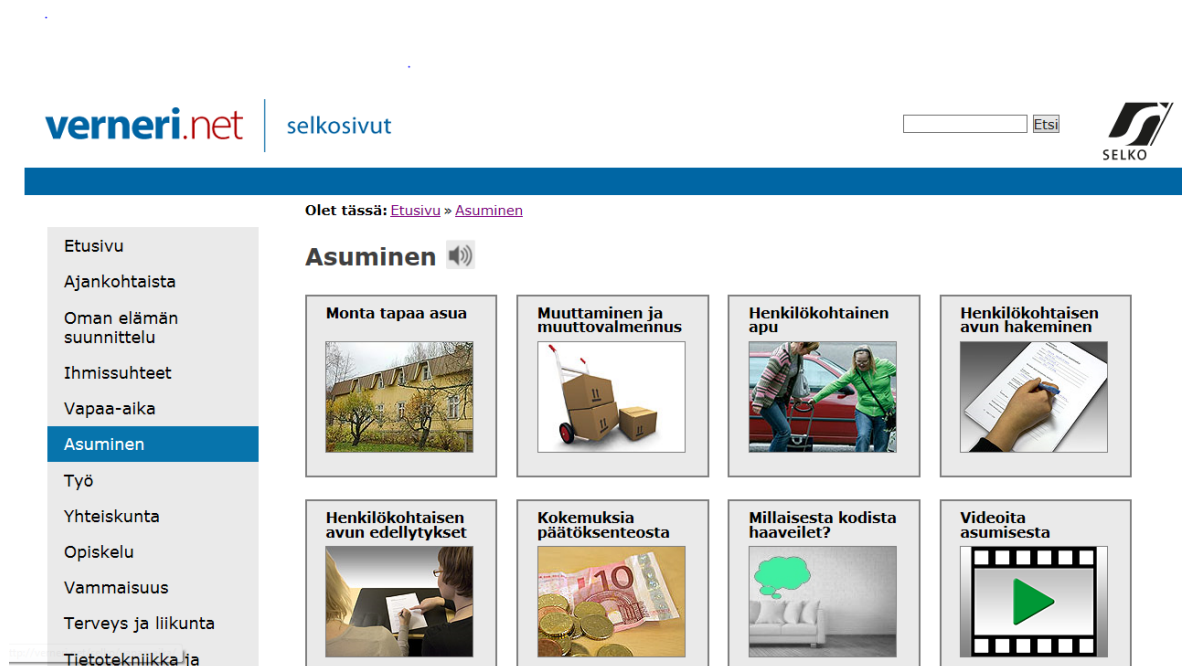 verneri.net
selkosivut
Etsi
SELKO
Olet tässä: Etusivu » Asuminen
Asuminen
Etusivu
Ajankohtaista
Oman elämän
suunnittelu
Ihmissuhteet
Vapaa-aika
Asuminen
Työ
Yhteiskunta
Opiskelu
Vammaisuus
Terveys ja liikunta
Tietotekniikka ja
Monta tapaa asua
Muuttaminen ja
muuttovalmennus
Henkilökohtainen
apu
Henkilökohtaisen
avun hakeminen
Henkilökohtaisen
avun edellytykset
Kokemuksia
päätöksenteosta
10
Millaisesta kodista
haaveilet?
Videoita
asumisesta